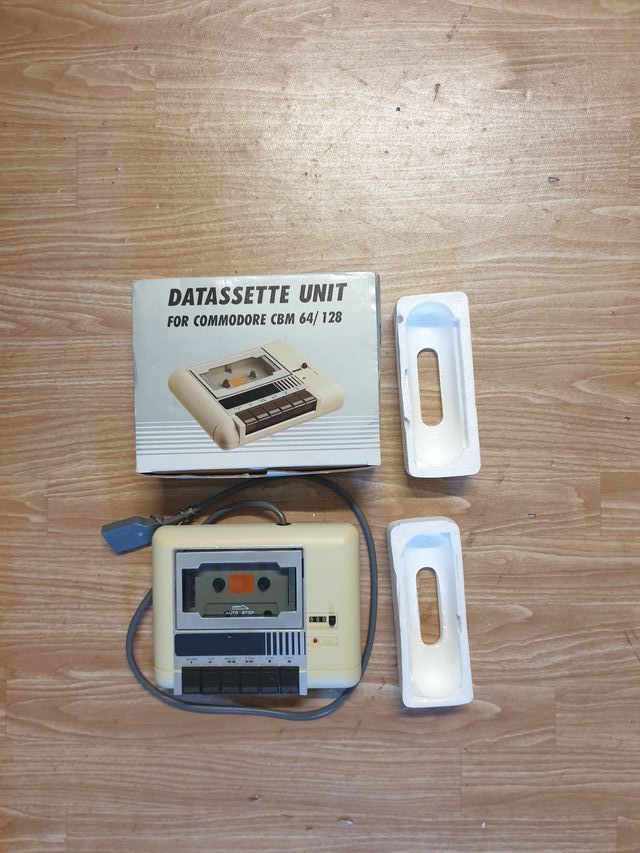 DATASSETTE UNIT
FOR COMMODORE CBM 64/128
AUTO-STOP